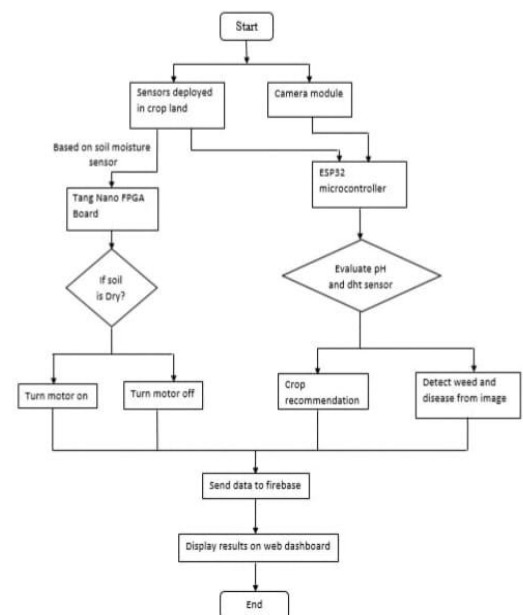 Start
Sensors deployed
in crop land
Camera module
Based on soil moisture
sensor
ESP32
microcontroller
Tang Nano FPGA
Board
If soil
is Dry?
Evaluate pH
and dht sensor
Turn motor on
Turn motor off
Crop
recommendation
Detect weed and
disease from image
Send data to firebase
Display results on web dashboard
End